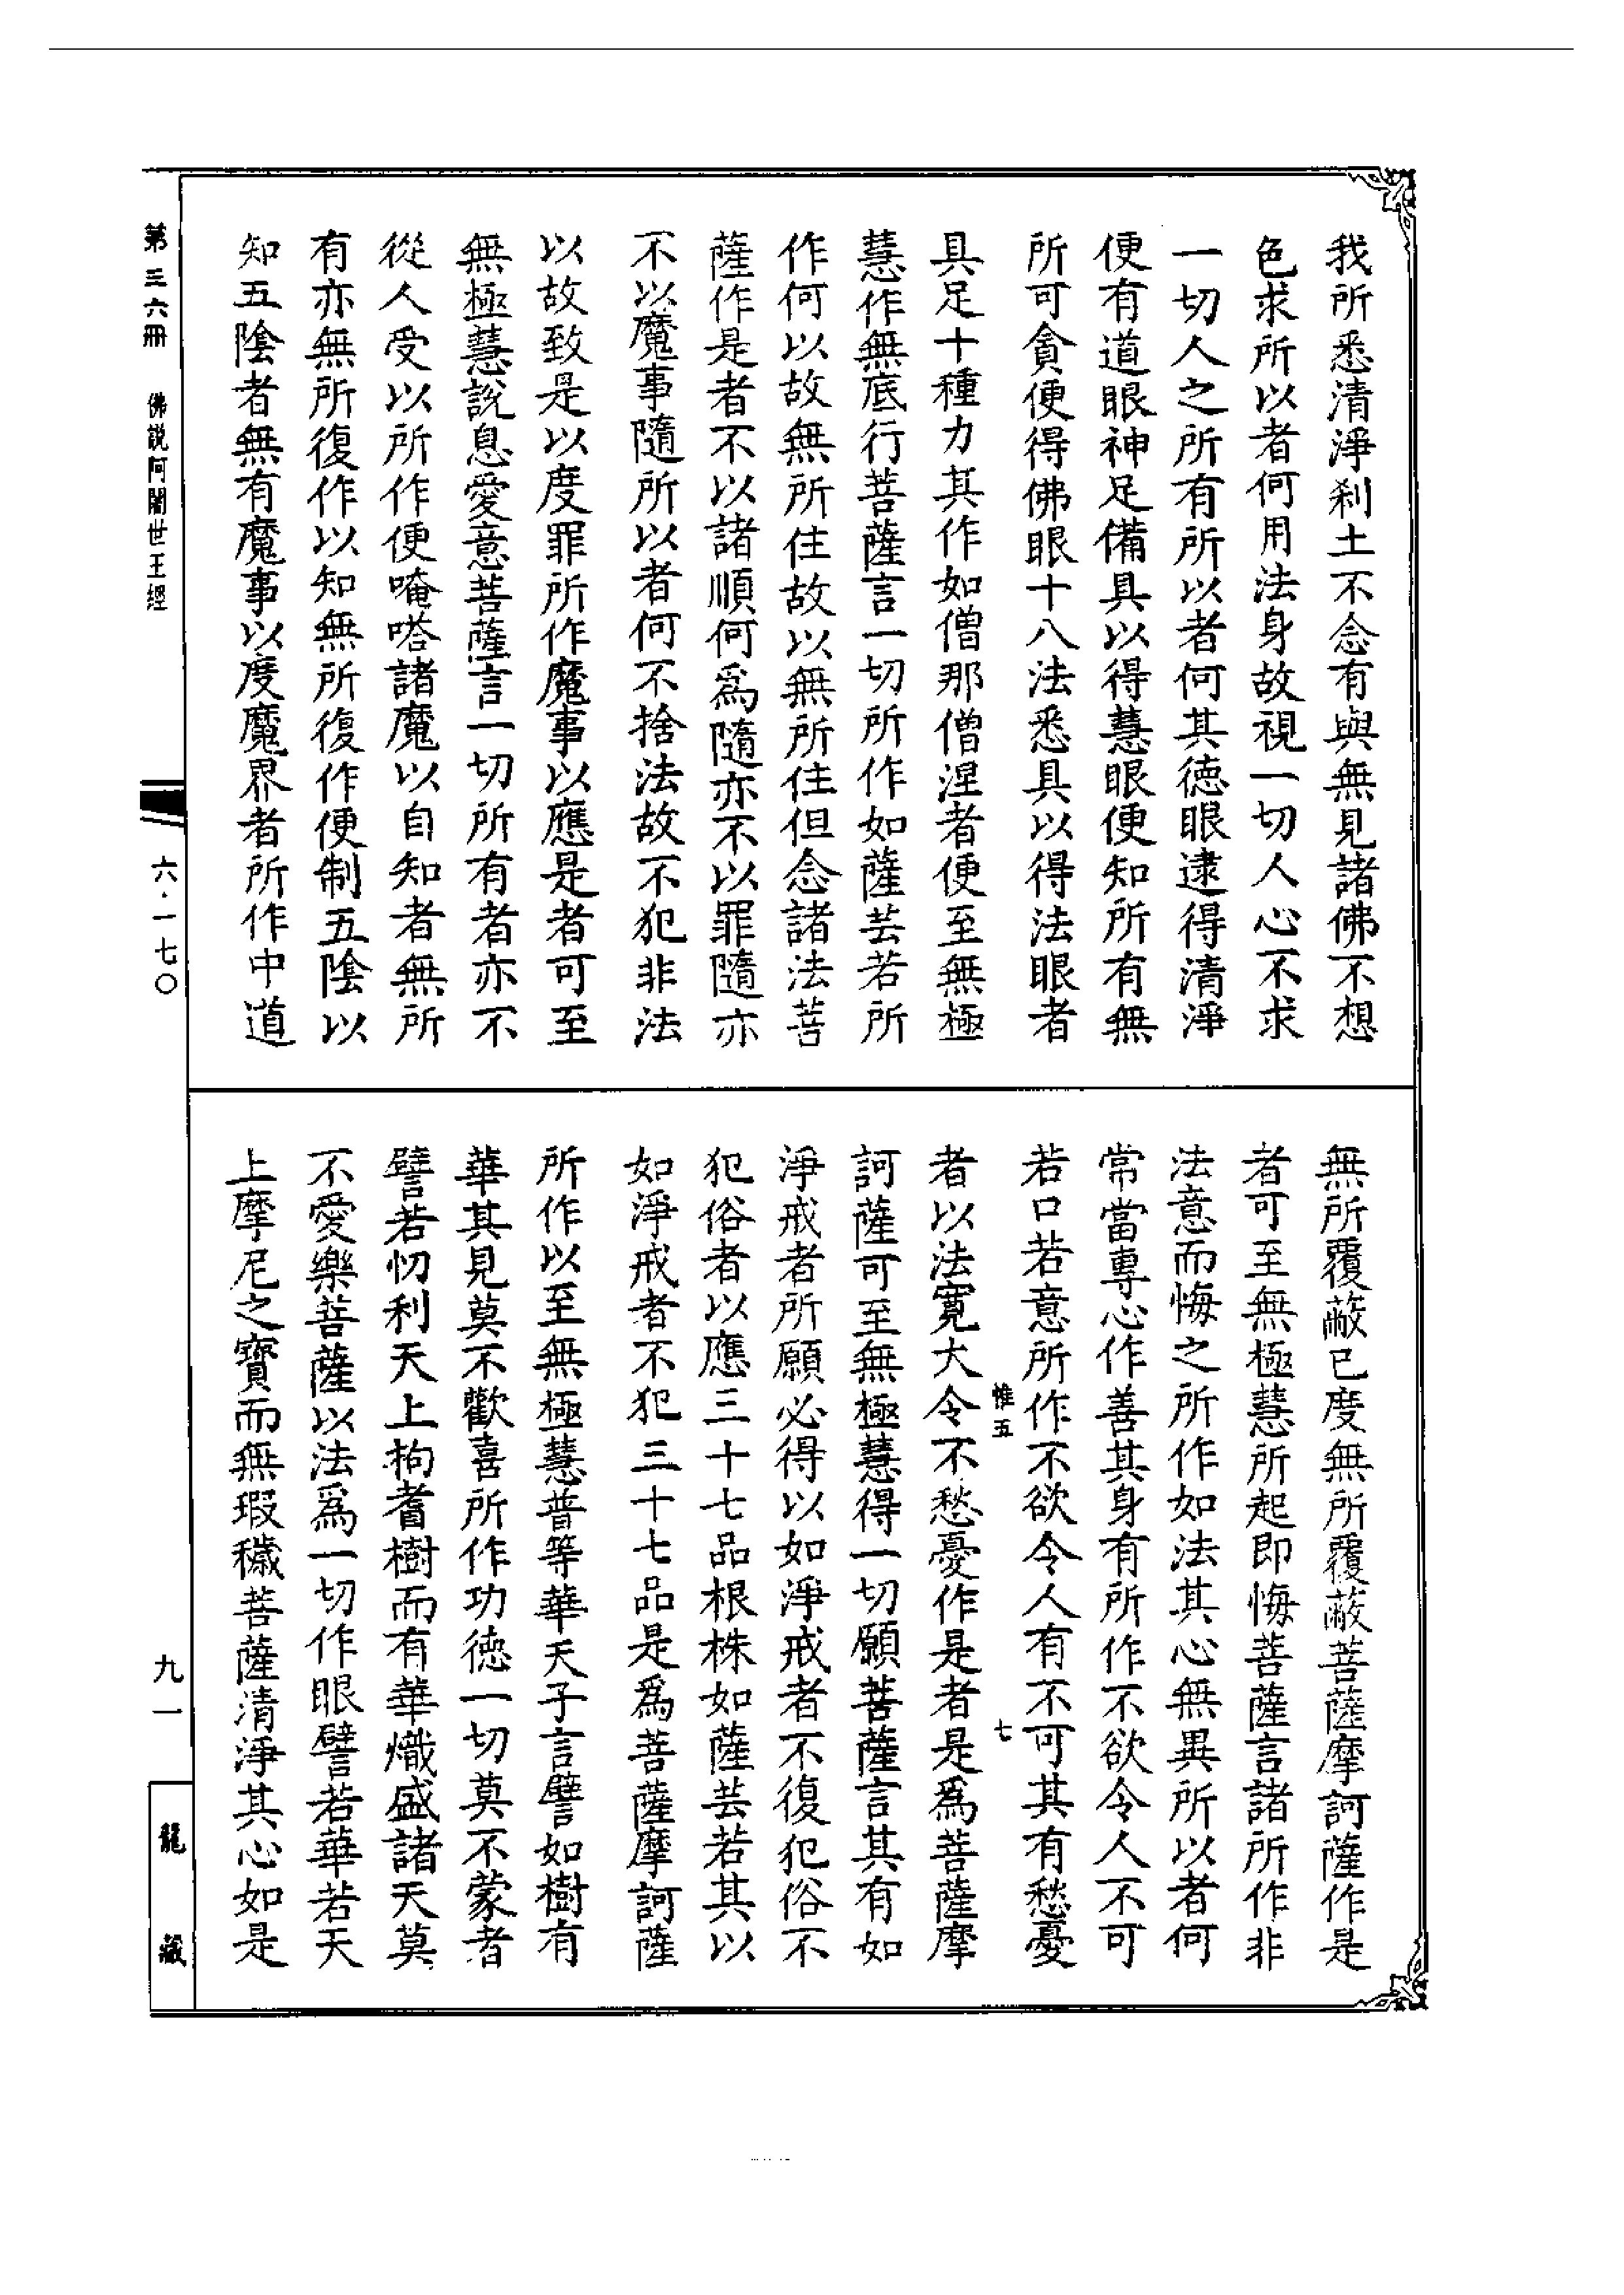 我所悉清淨刹土不念有與無見諸佛不想
色求所以者何用法身故視一切人心不求
一切人之所有所以者何其德眼逮得清淨
便有道眼神足備具以得慧眼便知所有無
所可貪便得佛眼十八法悉具以得法眼者
具足十種力其作如僧那僧涅者便至無極
慧作無底行菩薩言一切所作如薩芸若所
作何以故無所住故以無所住但念諸法菩
薩作是者不以諸順何爲隨亦不以罪隨亦
不以魔事隨所以者何不捨法故不犯非法
以故致是以度罪所作魔事以應是者可至
無極慧說息愛意菩薩言一切所有者亦不
從人受以所作便唵嗒諸魔以自知者無所
有亦無所復作以知無所復作便制五陰以
知五陰者無有魔事以度魔界者所作中道
無所覆蔽已度無所覆蔽菩薩摩訶薩作是
者可至無極慧所起即悔菩薩言諸所作非
法意而悔之所作如法其心無異所以者何
常當專心作善其身有所作不欲令人不可
若口若意所作不欲令人有不可其有愁憂
惟五
七
者以法寬大令不愁憂作是者是爲菩薩摩
訶薩可至無極慧得一切願菩薩言其有如
淨戒者所願必得以如淨戒者不復犯俗不
犯俗者以應三十七品根株如薩芸若其以
如淨戒者不犯三十七品是爲菩薩摩訶薩
所作以至無極慧普等華天子言譬如樹有
華其見莫不歡喜所作功德一切莫不蒙者
譬若忉利天上拘耆樹而有華熾盛諸天莫
不愛樂菩薩以法爲一切作眼譬若華若天
上摩尼之寶而無瑕穢菩薩清淨其心如是
第三六冊
佛說阿闍世王經
六·一七〇
九一
龍藏